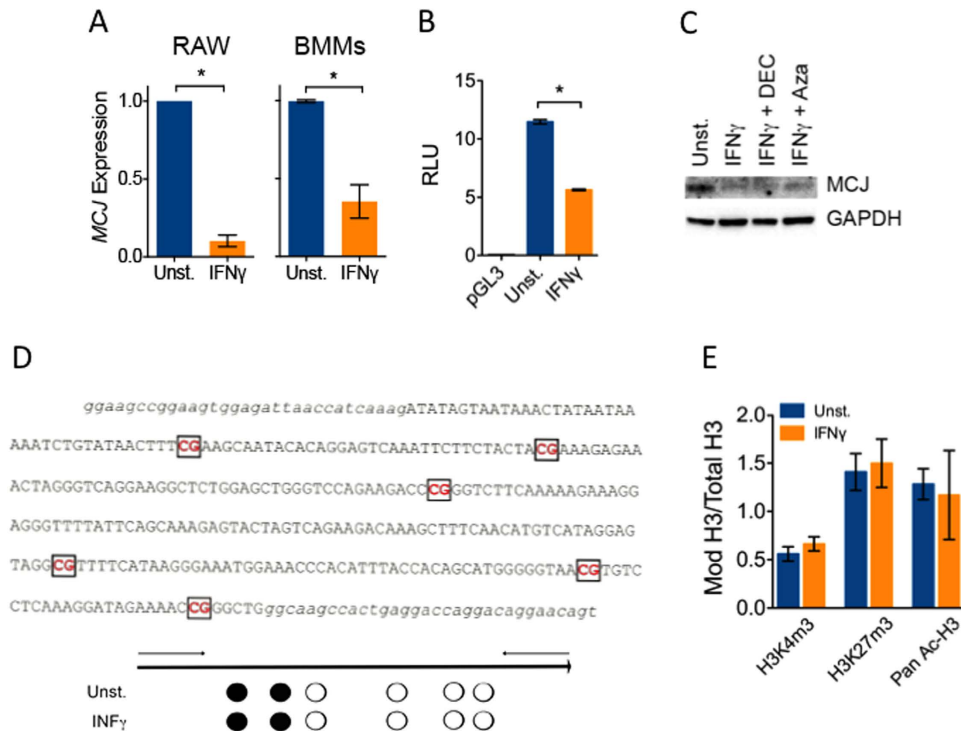 A
RAW
BMMs
*
*
MCJ Expression
1.0
0.5
0.0
Unst.
IFNγ
Unst.
IFNγ
B
*
RLU
15
10
5
0
pGL3
Unst.
IFNγ
C
Unst.
IFNγ
IFNγ + DEC
IFNγ + Aza
MCJ
GAPDH
D
ggaagccggaagtggagattaaccatcaaagATATAGTAATAAACTATAATAA
AAATCTGTATAACTTTCGAAGCAATACACAGGAGTCAAATTCTTCTACTACGAAAGAGAA
ACTAGGGTCAGGAAGGCTCTGGAGCTGGGTCCAGAAGACCCGGGTCTTCAAAAAGAAAGG
AGGGTTTTATTCAGCAAAGAGTACTAGTCAGAAGACAAAGCTTTCAACATGTCATAGGAG
TAGGCGTTTTCATAAGGGAAATGGAAACCCACATTTACCACAGCATGGGGGTAACGTGTC
CTCAAAGGATAGAAAACCGGGCTGggcaagccactgaggaccaggacaggaacagt
Unst.
INFγ
E
Unst.
IFNγ
Mod H3/Total H3
2.0
1.5
1.0
0.5
0.0
H3K4m3
H3K27m3
Pan Ac-H3